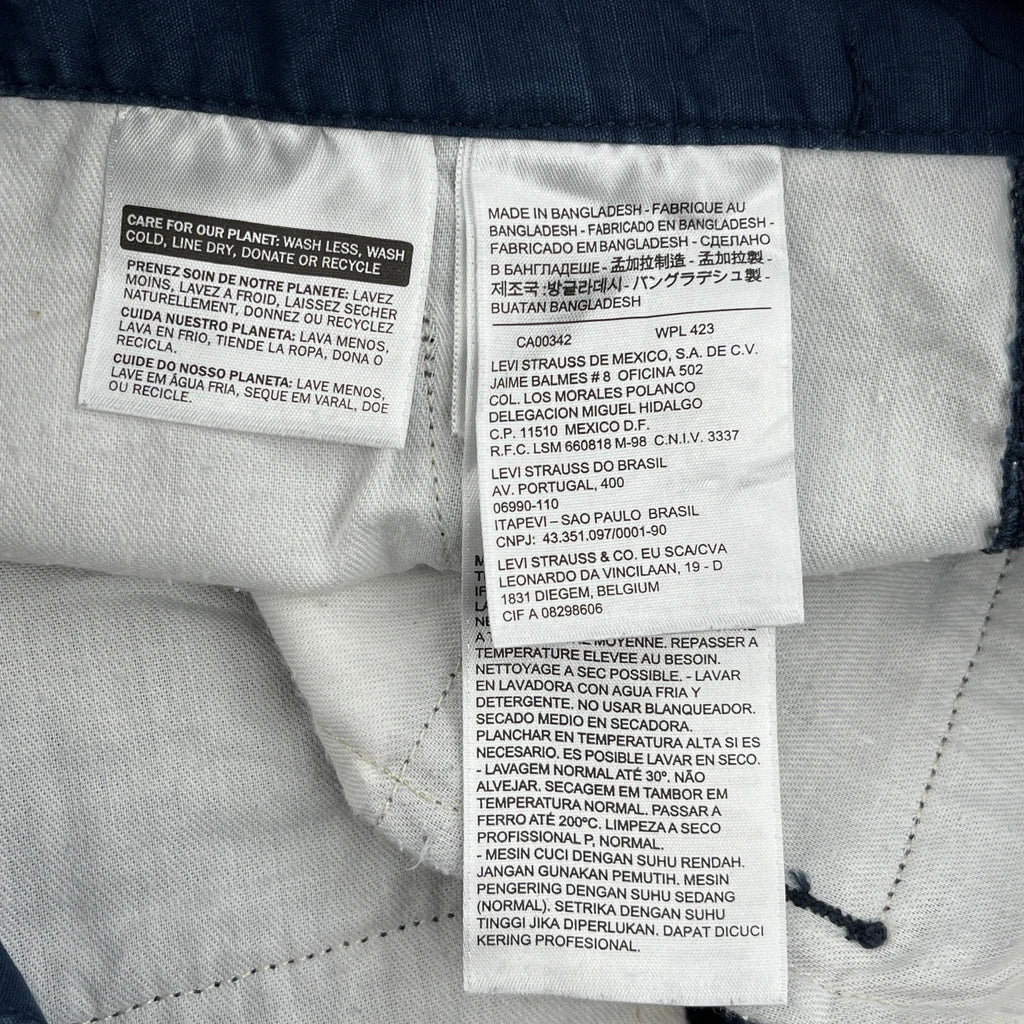 CARE FOR OUR PLANET: WASH LESS, WASH
COLD, LINE DRY, DONATE OR RECYCLE
PRENEZ SOIN DE NOTRE PLANETE: LAVEZ
MOINS, LAVEZ A FROID, LAISSEZ SECHER
NATURELLEMENT, DONNEZ OU RECYCLEZ
CUIDA NUESTRO PLANETA: LAVA MENOS,
LAVA EN FRIO, TIENDE LA ROPA, DONA O
RECICLA.
CUIDE DO NOSSO PLANETA: LAVE MENOS,
LAVE EM ÁGUA FRIA, SEQUE EM VARAL, DOE
OU RECICLE.
MADE IN BANGLADESH - FABRIQUE AU
BANGLADESH - FABRICADO EN BANGLADESH -
FABRICADO EM BANGLADESH - СДЕЛАНО
В БАНГЛАДЕШЕ - 孟加拉制造 - 孟加拉製 -
제조국 :방글라데시 - バングラデシュ製 -
BUATAN BANGLADESH
CA00342 WPL 423
LEVI STRAUSS DE MEXICO, S.A. DE C.V.
JAIME BALMES # 8 OFICINA 502
COL. LOS MORALES POLANCO
DELEGACION MIGUEL HIDALGO
C.P. 11510 MEXICO D.F.
R.F.C. LSM 660818 M-98 C.N.I.V. 3337
LEVI STRAUSS DO BRASIL
AV. PORTUGAL, 400
06990-110
ITAPEVI – SAO PAULO BRASIL
CNPJ: 43.351.097/0001-90
LEVI STRAUSS & CO. EU SCA/CVA
LEONARDO DA VINCILAAN, 19 - D
1831 DIEGEM, BELGIUM
CIF A 08298606
MOYENNE. REPASSER A
TEMPERATURE ELEVEE AU BESOIN.
NETTOYAGE A SEC POSSIBLE. - LAVAR
EN LAVADORA CON AGUA FRIA Y
DETERGENTE. NO USAR BLANQUEADOR.
SECADO MEDIO EN SECADORA.
PLANCHAR EN TEMPERATURA ALTA SI ES
NECESARIO. ES POSIBLE LAVAR EN SECO.
- LAVAGEM NORMAL ATÉ 30º. NÃO
ALVEJAR. SECAGEM EM TAMBOR EM
TEMPERATURA NORMAL. PASSAR A
FERRO ATÉ 200ºC. LIMPEZA A SECO
PROFISSIONAL P, NORMAL.
- MESIN CUCI DENGAN SUHU RENDAH.
JANGAN GUNAKAN PEMUTIH. MESIN
PENGERING DENGAN SUHU SEDANG
(NORMAL). SETRIKA DENGAN SUHU
TINGGI JIKA DIPERLUKAN. DAPAT DICUCI
KERING PROFESIONAL.